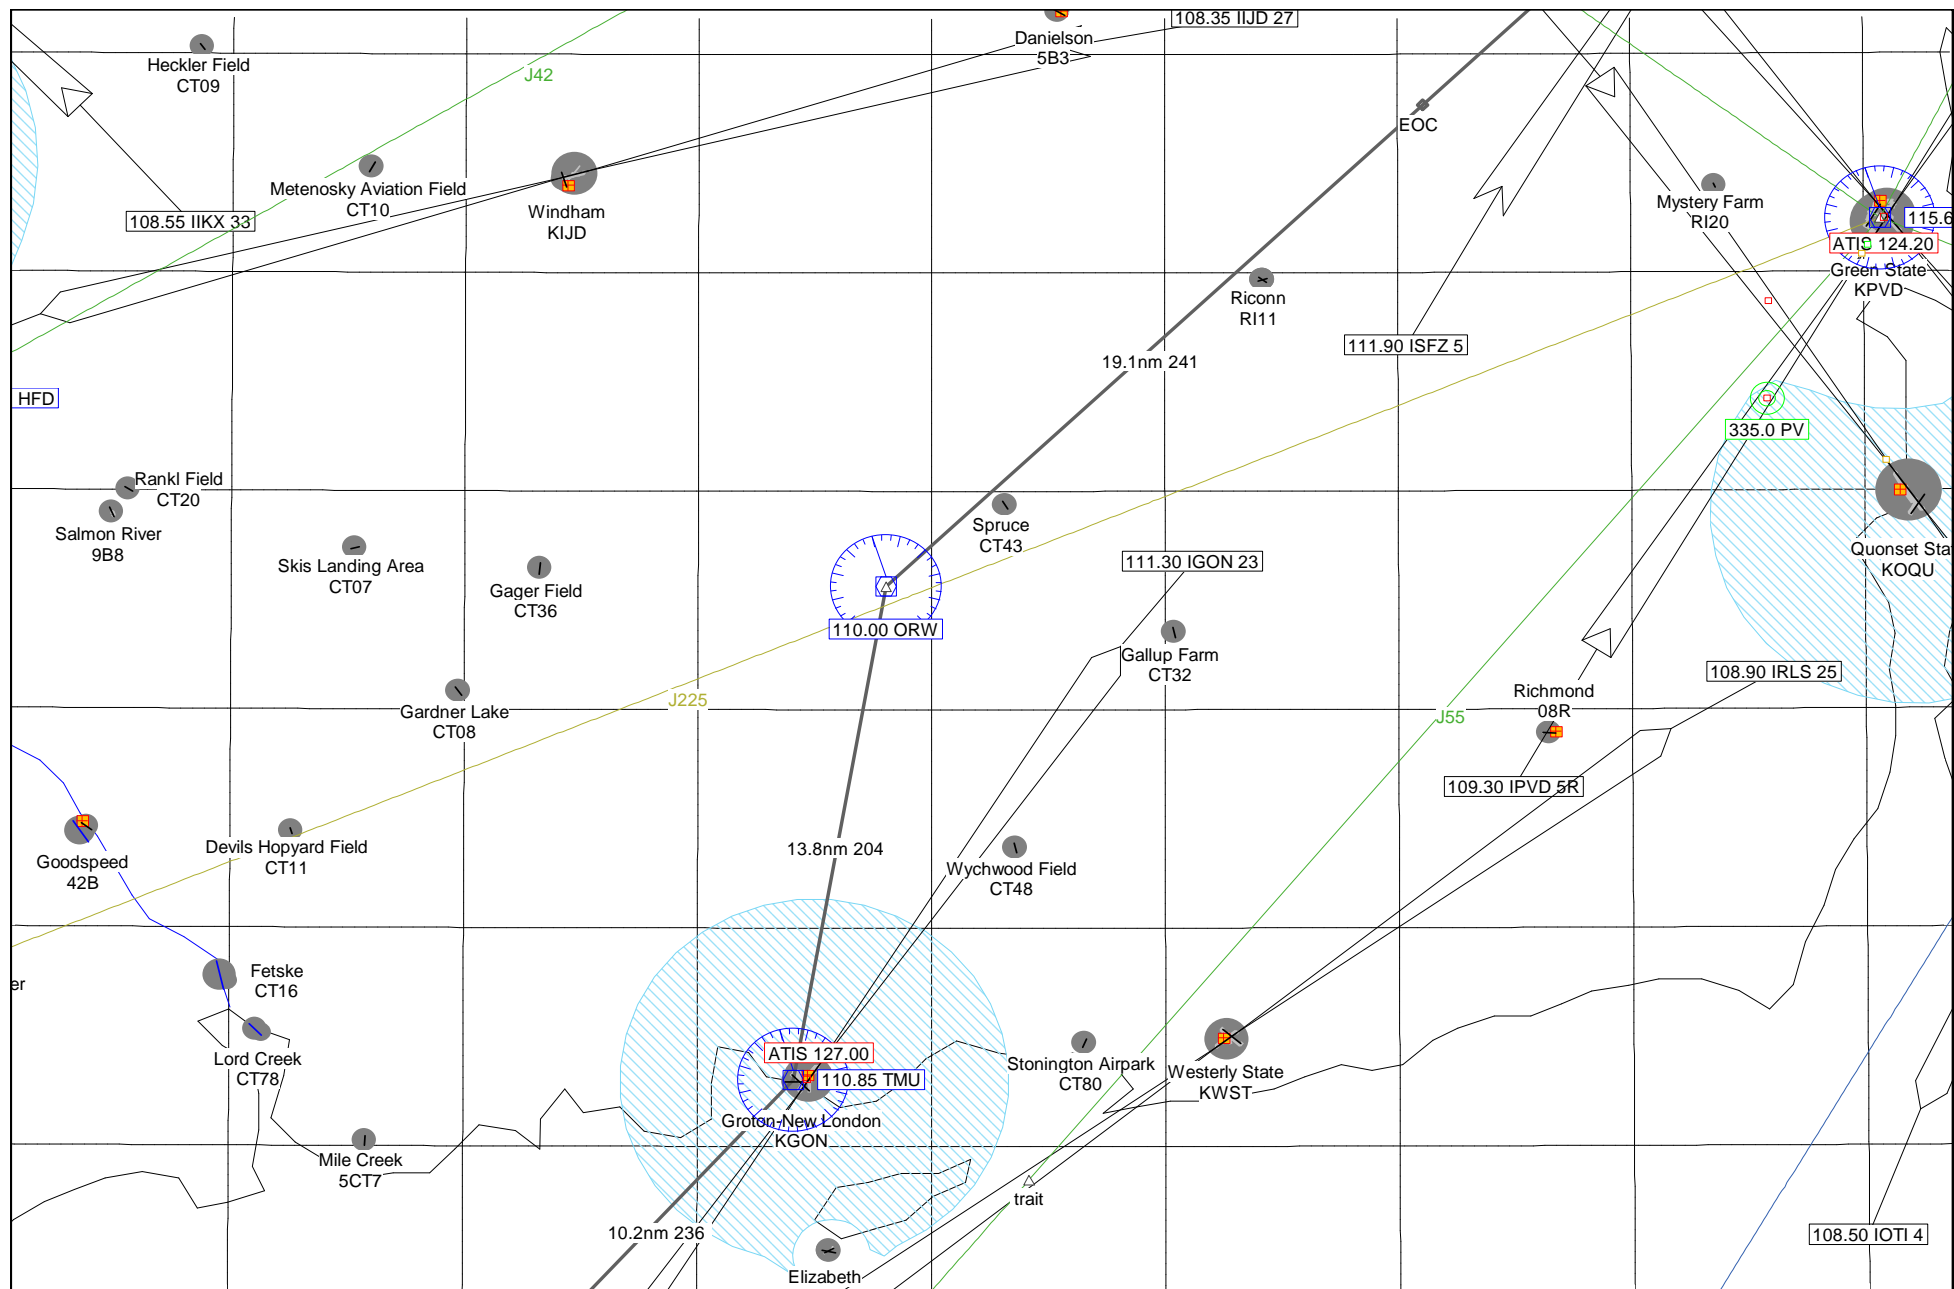 108.35 IIJD 27
Danielson
5B3
Heckler Field
CT09
J42
EOC
Metenosky Aviation Field
CT10
108.55 IIKX 33
Windham
KIJD
Mystery Farm
RI20
115.6
ATIS 124.20
Green State
KPVD
Riconn
RI11
111.90 ISFZ 5
19.1nm 241
HFD
335.0 PV
Rankl Field
CT20
Salmon River
9B8
Skis Landing Area
CT07
Gager Field
CT36
Spruce
CT43
111.30 IGON 23
Quonset Sta
KOQU
110.00 ORW
Gallup Farm
CT32
108.90 IRLS 25
Richmond
08R
J225
Gardner Lake
CT08
J55
109.30 IPVD 5R
Goodspeed
42B
Devils Hopyard Field
CT11
13.8nm 204
Wychwood Field
CT48
er
Fetske
CT16
Lord Creek
CT78
ATIS 127.00
110.85 TMU
Groton-New London
KGON
Stonington Airpark
CT80
Westerly State
KWST
Mile Creek
5CT7
trait
10.2nm 236
108.50 IOTI 4
Elizabeth